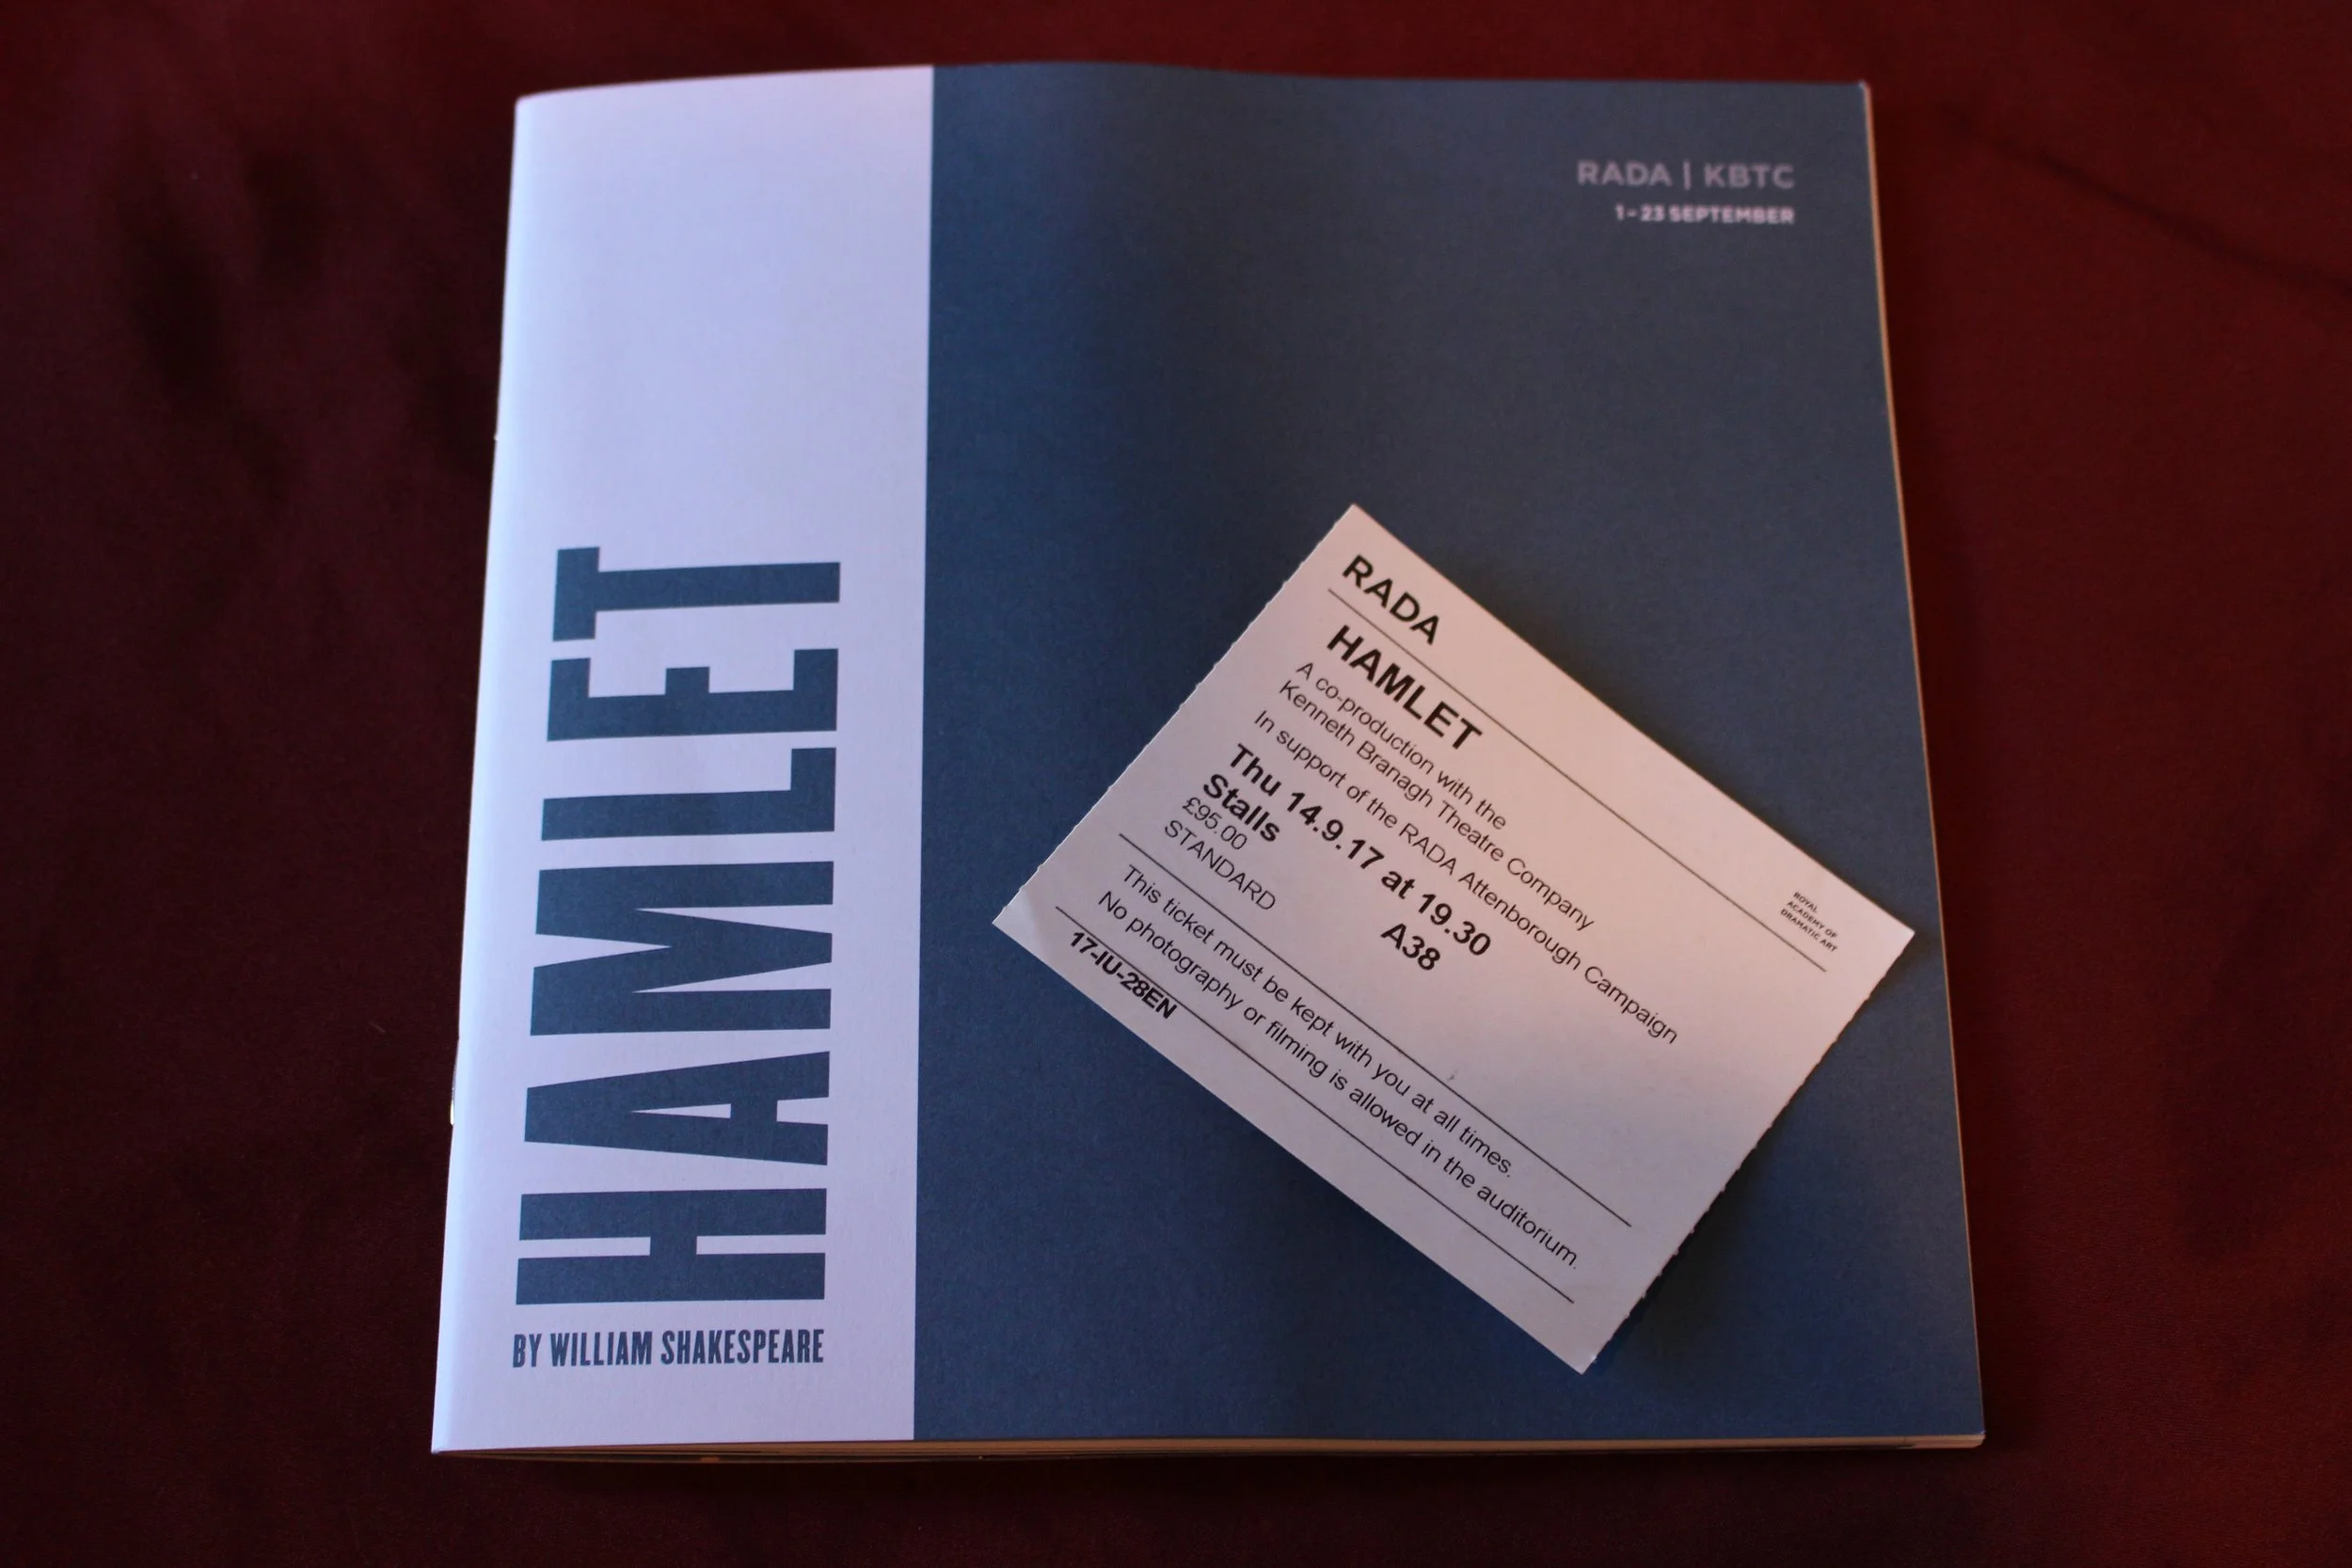 RADA | KBTC
1-23 SEPTEMBER
HAMLET
BY WILLIAM SHAKESPEARE
RADA
ROYAL
ACADEMY OF
DRAMATIC ART
HAMLET
A co-production with the
Kenneth Branagh Theatre Company
In support of the RADA Attenborough Campaign
Thu 14.9.17 at 19.30
Stalls A38
£95.00
STANDARD
This ticket must be kept with you at all times.
No photography or filming is allowed in the auditorium.
17-IU-28EN